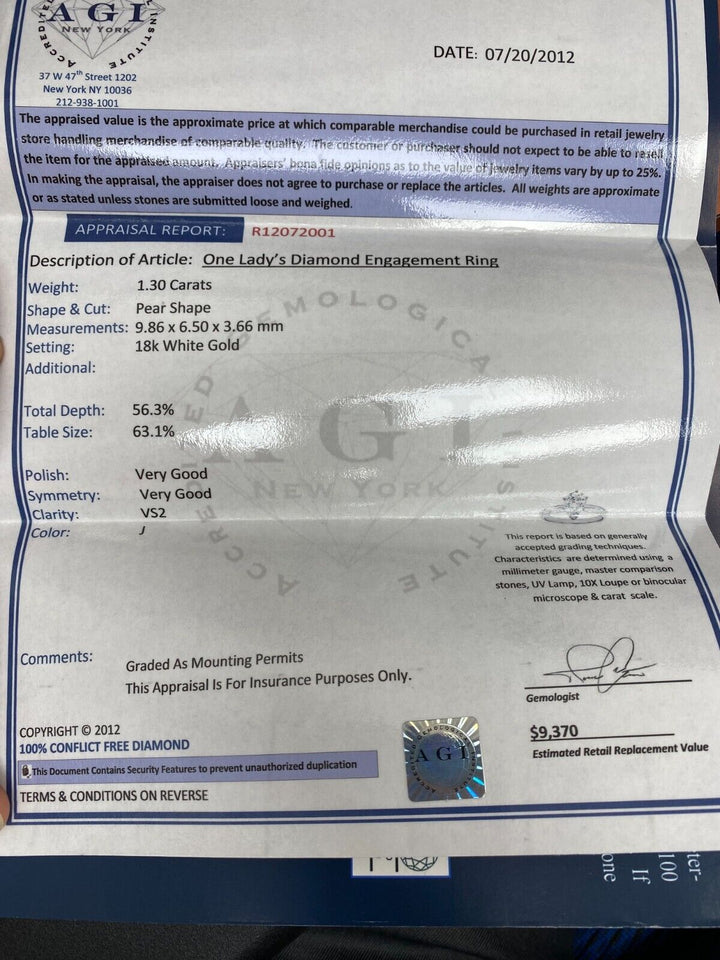 ACCREDITED
INSTITUTE
AGI
NEW YORK
37 W 47th Street 1202
New York NY 10036
212-938-1001
DATE: 07/20/2012
The appraised value is the approximate price at which comparable merchandise could be purchased in retail jewelry
store handling merchandise of comparable quality. The customer or purchaser should not expect to be able to resell
the item for the appraised amount. Appraisers' bona fide opinions as to the value of jewelry items vary by up to 25%.
In making the appraisal, the appraiser does not agree to purchase or replace the articles. All weights are approximate
or as stated unless stones are submitted loose and weighed.
APPRAISAL REPORT: R12072001
Description of Article: One Lady's Diamond Engagement Ring
Weight: 1.30 Carats
Shape & Cut: Pear Shape
Measurements: 9.86 x 6.50 x 3.66 mm
Setting: 18k White Gold
Additional:
Total Depth: 56.3%
Table Size: 63.1%
Polish: Very Good
Symmetry: Very Good
Clarity: VS2
Color: J
ACCREDITED GEMOLOGICAL INSTITUTE
AGI
NEW YORK
This report is based on generally
accepted grading techniques.
Characteristics are determined using a
millimeter gauge, master comparison
stones, UV Lamp, 10X Loupe or binocular
microscope & carat scale.
Comments: Graded As Mounting Permits
This Appraisal Is For Insurance Purposes Only.
Gemologist
$9,370
Estimated Retail Replacement Value
COPYRIGHT © 2012
100% CONFLICT FREE DIAMOND
This Document Contains Security Features to prevent unauthorized duplication
TERMS & CONDITIONS ON REVERSE
AGI
ter-
100
If
one